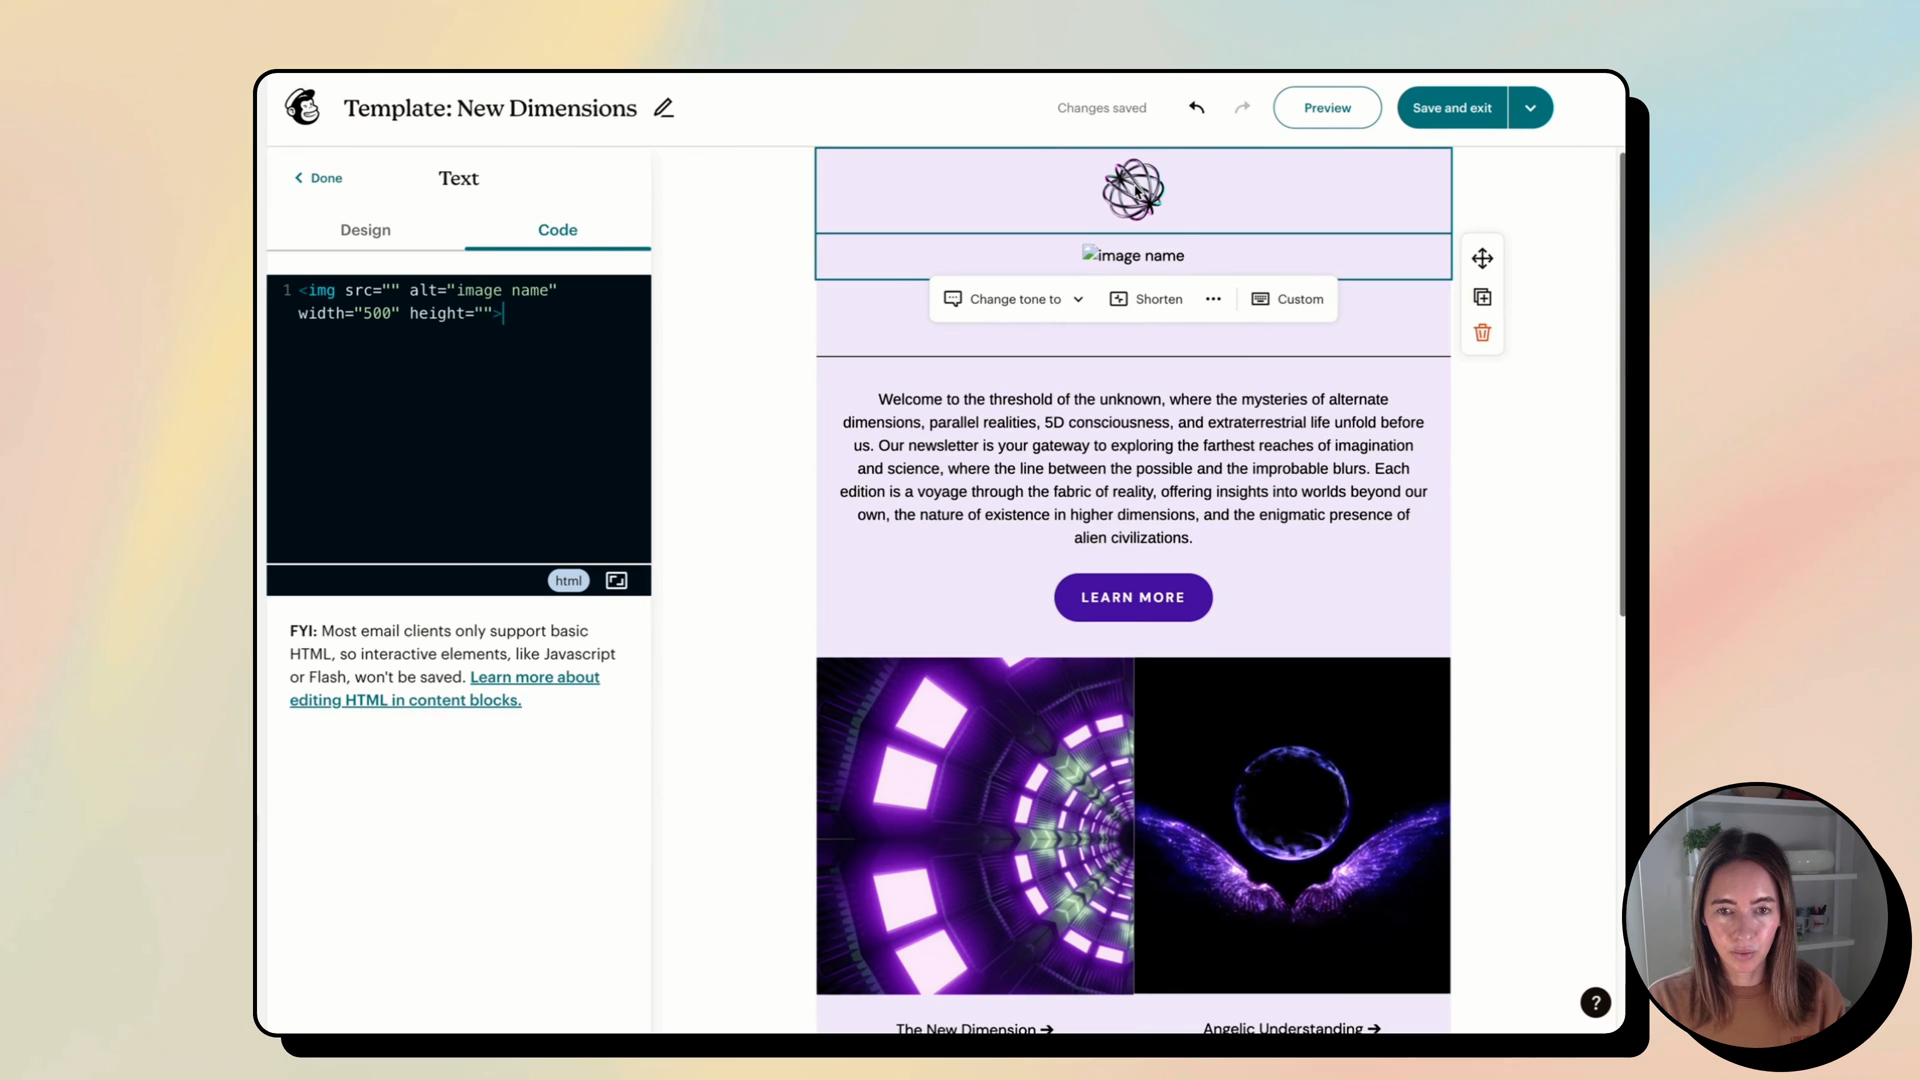 Template: New Dimensions
Changes saved
Preview
Save and exit
Done
Text
Design
Code
1 <img src="" alt="image name"
width="500" height="">
html
FYI: Most email clients only support basic
HTML, so interactive elements, like Javascript
or Flash, won't be saved. Learn more about
editing HTML in content blocks.
image name
Change tone to
Shorten
Custom
Welcome to the threshold of the unknown, where the mysteries of alternate
dimensions, parallel realities, 5D consciousness, and extraterrestrial life unfold before
us. Our newsletter is your gateway to exploring the farthest reaches of imagination
and science, where the line between the possible and the improbable blurs. Each
edition is a voyage through the fabric of reality, offering insights into worlds beyond our
own, the nature of existence in higher dimensions, and the enigmatic presence of
alien civilizations.
LEARN MORE
The New Dimension →
Angelic Understanding →
?